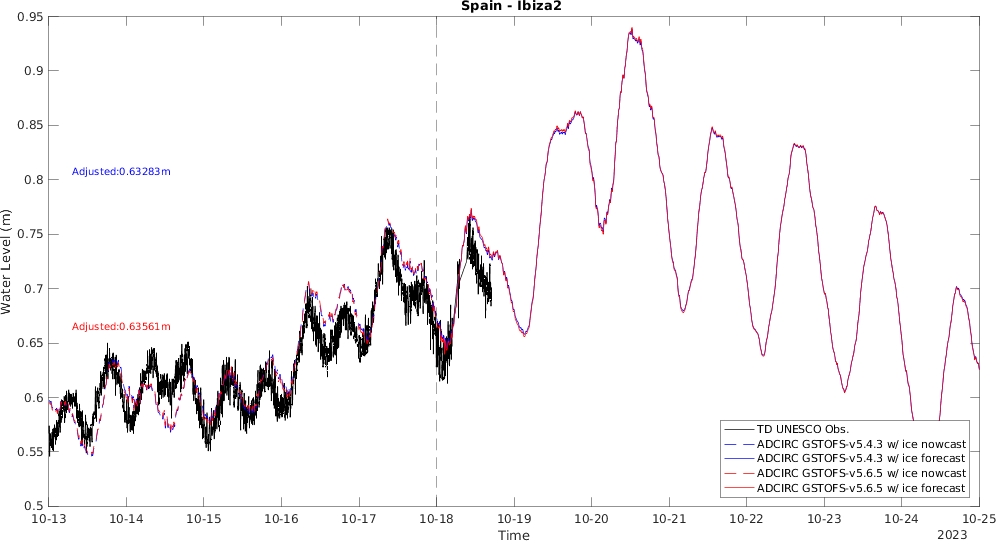 Spain - Ibiza2
0.95
0.9
0.85
0.8
0.75
0.7
0.65
0.6
0.55
0.5
Water Level (m)
Adjusted:0.63283m
Adjusted:0.63561m
TD UNESCO Obs.
ADCIRC GSTOFS-v5.4.3 w/ ice nowcast
ADCIRC GSTOFS-v5.4.3 w/ ice forecast
ADCIRC GSTOFS-v5.6.5 w/ ice nowcast
ADCIRC GSTOFS-v5.6.5 w/ ice forecast
10-13 10-14 10-15 10-16 10-17 10-18 10-19 10-20 10-21 10-22 10-23 10-24 10-25
Time
2023